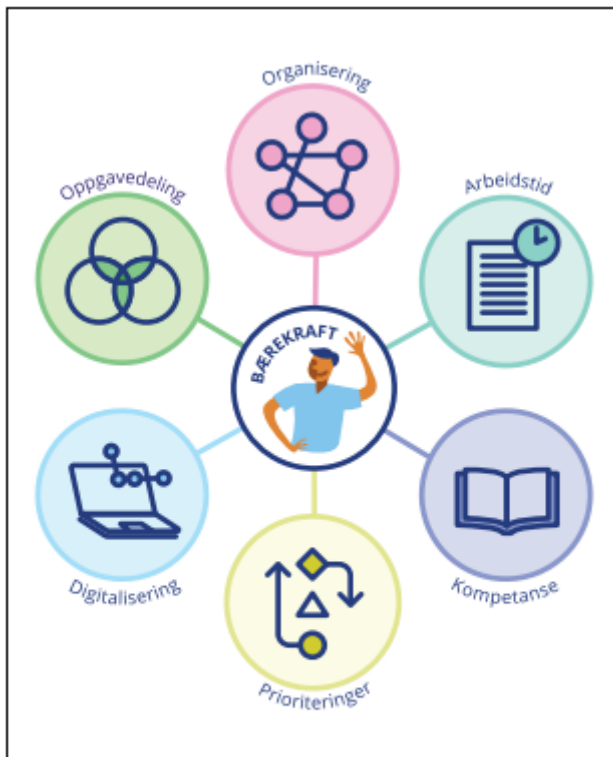 Organisering
Oppgavedeling
Arbeidstid
BÆREKRAFT
Digitalisering
Kompetanse
Prioriteringer